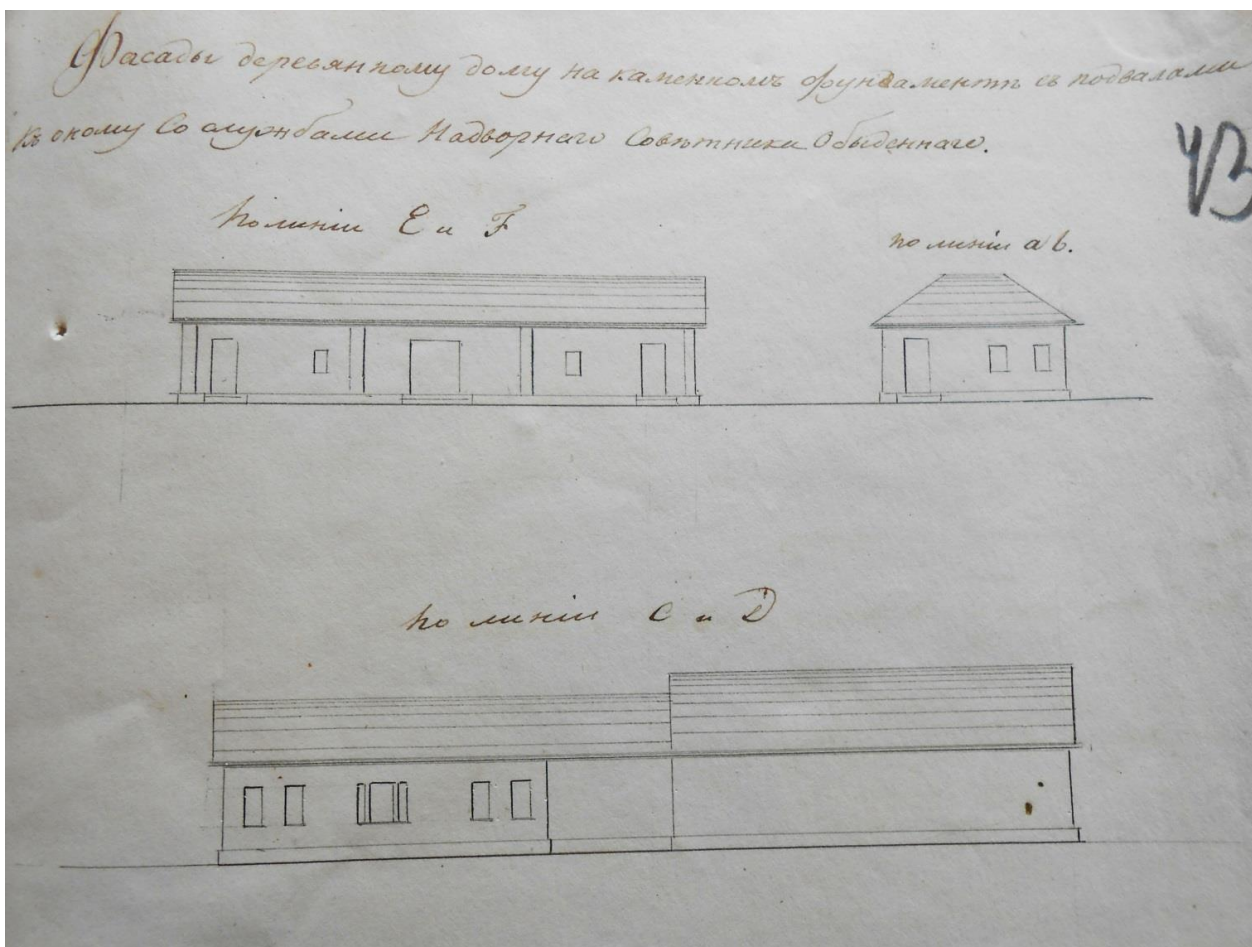 Фасады деревянному дому на каменномъ фундаментѣ съ подвалами
къ оному Со службами Надворнаго Совѣтника Обыденнаго.
По линіи E и F
по линіи a b.
по линіи C и D